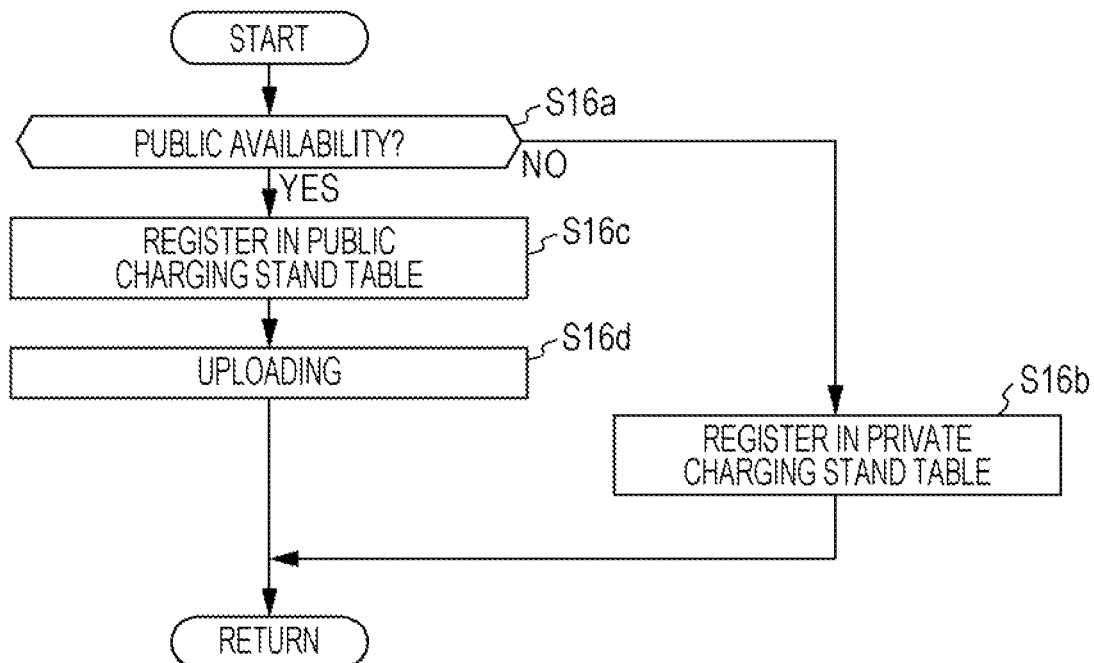 START
S16a
PUBLIC AVAILABILITY?
NO
YES
REGISTER IN PUBLIC
CHARGING STAND TABLE
S16c
S16d
UPLOADING
S16b
REGISTER IN PRIVATE
CHARGING STAND TABLE
RETURN